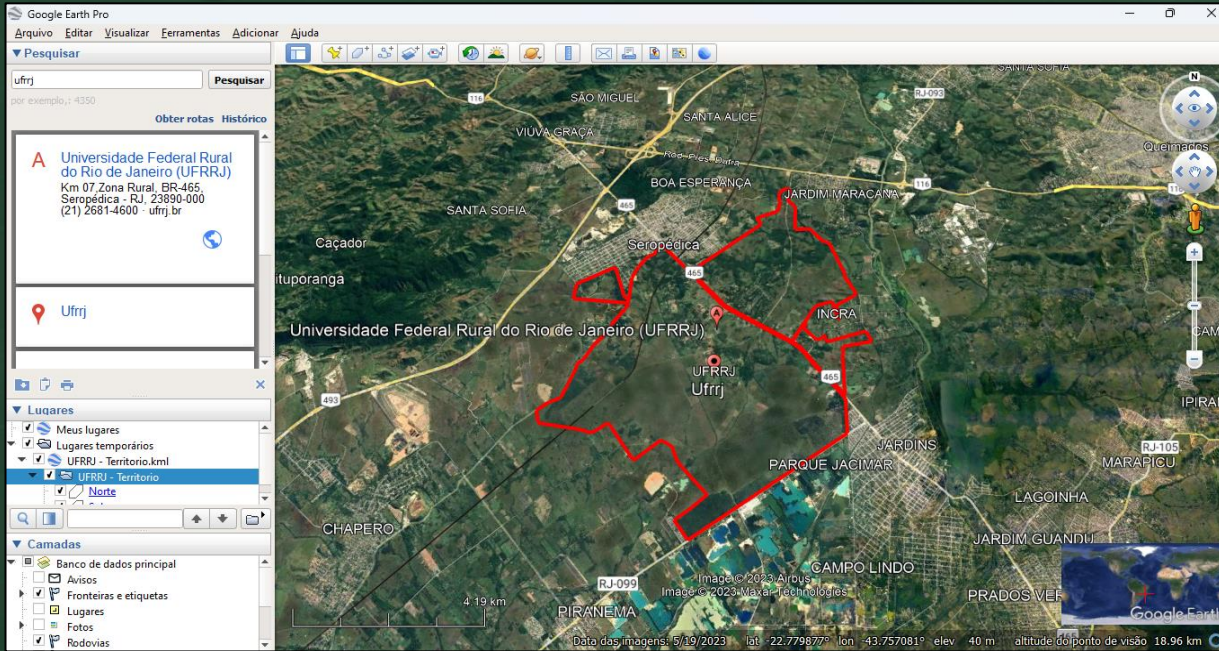 Google Earth Pro
Arquivo Editar Visualizar Ferramentas Adicionar Ajuda
Pesquisar
ufrrj
Pesquisar
por exemplo,: 4350
Obter rotas Histórico
A Universidade Federal Rural
do Rio de Janeiro (UFRRJ)
Km 07,Zona Rural, BR-465,
Seropédica - RJ, 23890-000
(21) 2681-4600 - ufrrj.br
Ufrrj
Lugares
Meus lugares
Lugares temporários
UFRRJ - Territorio.kml
UFRRJ - Territorio
Norte
Camadas
Banco de dados principal
Avisos
Fronteiras e etiquetas
Lugares
Fotos
Rodovias
SANTA SOFIA
116
SÃO MIGUEL
RJ-093
SANTA ALICE
VIÚVA GRAÇA
N
Queimados
Rod. Pres. Dutra
BOA ESPERANÇA
116
JARDIM MARACANÃ
116
465
SANTA SOFIA
Caçador
Seropédica
465
ituporanga
A
INCRA
Universidade Federal Rural do Rio de Janeiro (UFRRJ)
CAM
UFRRJ
465
Ufrrj
493
IPIRA
JARDINS
RJ-105
PARQUE JACIMAR
MARAPICU
LAGOINHA
CHAPERO
JARDIM GUANDU
CAMPO LINDO
RJ-099
Image © 2023 Airbus
Image © 2023 Maxar Technologies
PRADOS VER
4.19 km
PIRANEMA
Google Earth
465
Data das imagens: 5/19/2023 lat -22.779877° lon -43.757081° elev 40 m altitude do ponto de visão 18.96 km